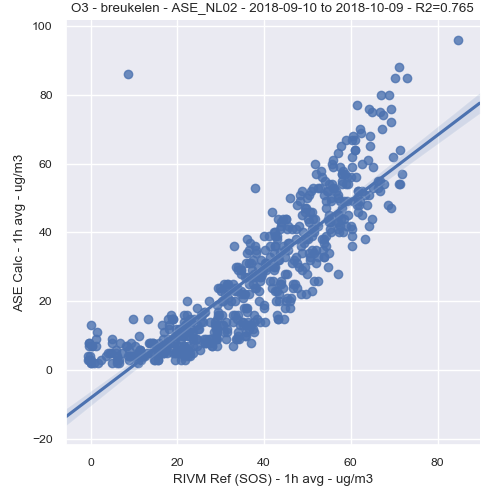 O3 - breukelen - ASE_NL02 - 2018-09-10 to 2018-10-09 - R2=0.765
100
80
60
40
20
0
−20
ASE Calc - 1h avg - ug/m3
0 20 40 60 80
RIVM Ref (SOS) - 1h avg - ug/m3